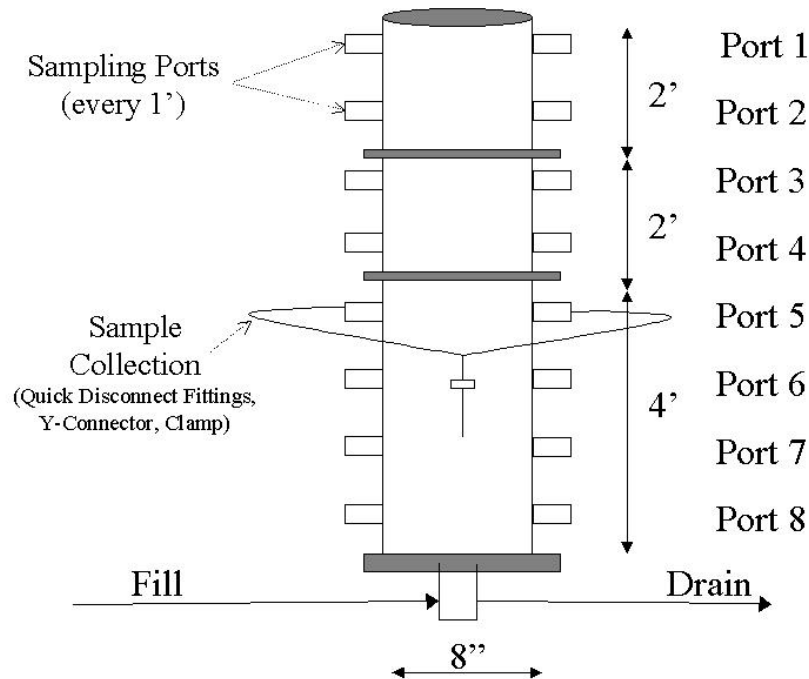 Port 1
Sampling Ports
(every 1’)
2’
Port 2
Port 3
2’
Port 4
Port 5
Sample
Collection
(Quick Disconnect Fittings,
Y-Connector, Clamp)
Port 6
4’
Port 7
Port 8
Fill
Drain
8”